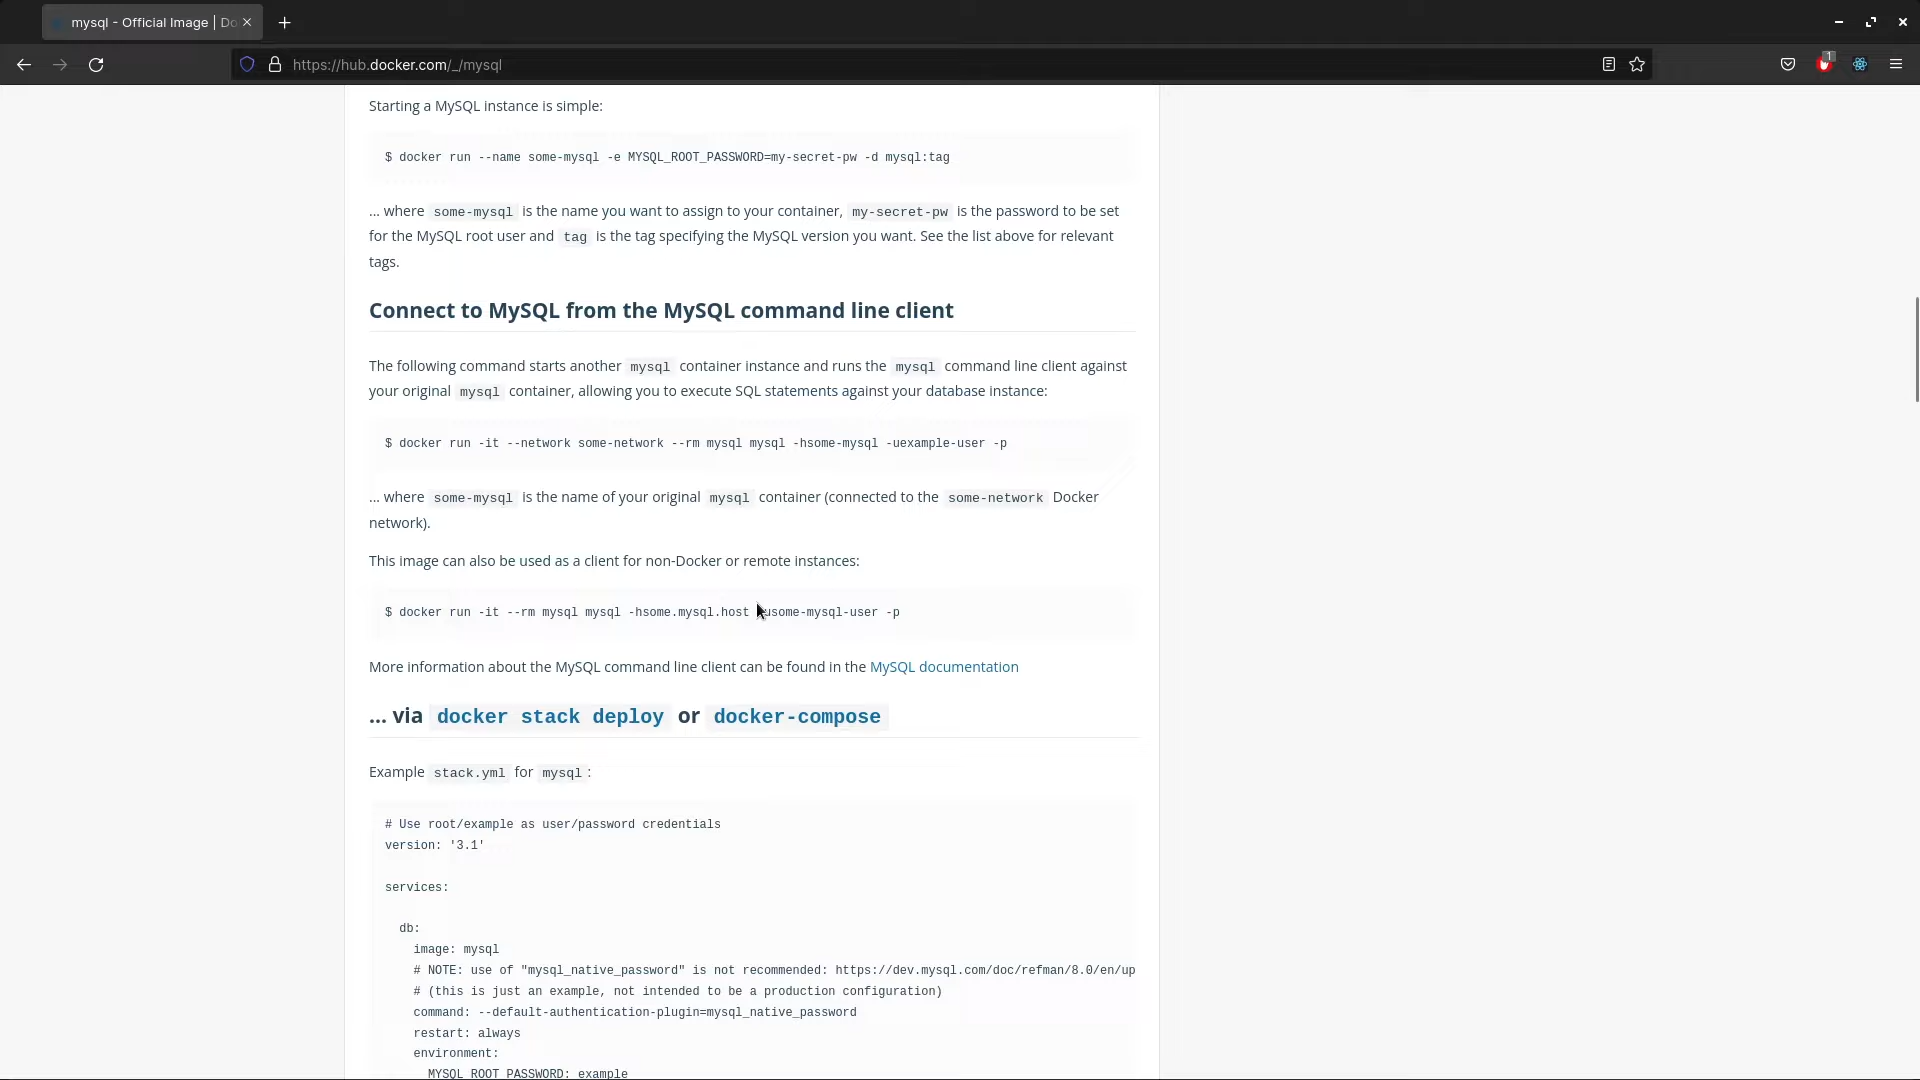 mysql - Official Image | Do
https://hub.docker.com/_/mysql
1
Starting a MySQL instance is simple:
$ docker run --name some-mysql -e MYSQL_ROOT_PASSWORD=my-secret-pw -d mysql:tag
... where some-mysql is the name you want to assign to your container, my-secret-pw is the password to be set
for the MySQL root user and tag is the tag specifying the MySQL version you want. See the list above for relevant
tags.
Connect to MySQL from the MySQL command line client
The following command starts another mysql container instance and runs the mysql command line client against
your original mysql container, allowing you to execute SQL statements against your database instance:
$ docker run -it --network some-network --rm mysql mysql -hsome-mysql -uexample-user -p
... where some-mysql is the name of your original mysql container (connected to the some-network Docker
network).
This image can also be used as a client for non-Docker or remote instances:
$ docker run -it --rm mysql mysql -hsome.mysql.host -usome-mysql-user -p
More information about the MySQL command line client can be found in the MySQL documentation
... via docker stack deploy or docker-compose
Example stack.yml for mysql :
# Use root/example as user/password credentials
version: '3.1'
services:
db:
image: mysql
# NOTE: use of "mysql_native_password" is not recommended: https://dev.mysql.com/doc/refman/8.0/en/up
# (this is just an example, not intended to be a production configuration)
command: --default-authentication-plugin=mysql_native_password
restart: always
environment:
MYSQL_ROOT_PASSWORD: example